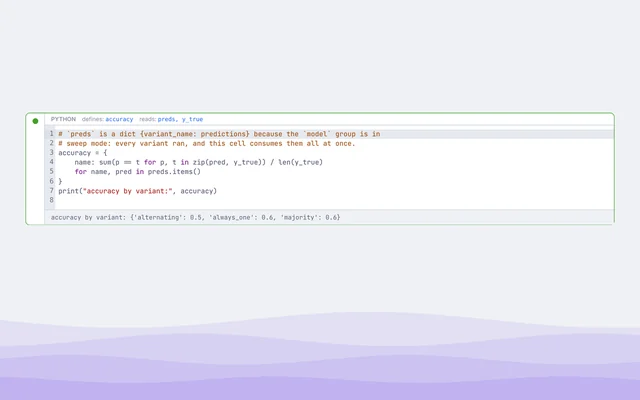 PYTHON defines: accuracy reads: preds, y_true
1 # `preds` is a dict {variant_name: predictions} because the `model` group is in
2 # sweep mode: every variant ran, and this cell consumes them all at once.
3 accuracy = {
4 name: sum(p == t for p, t in zip(pred, y_true)) / len(y_true)
5 for name, pred in preds.items()
6 }
7 print("accuracy by variant:", accuracy)
8
accuracy by variant: {'alternating': 0.5, 'always_one': 0.6, 'majority': 0.6}